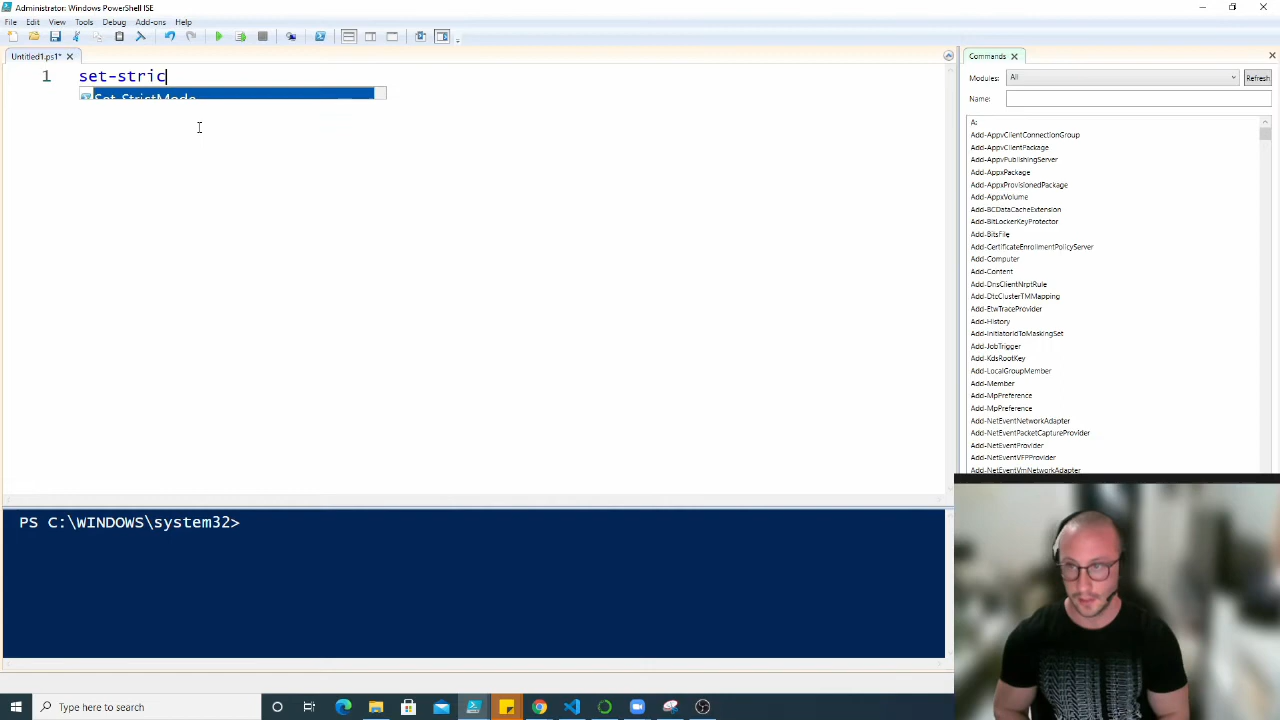 Administrator: Windows PowerShell ISE
File Edit View Tools Debug Add-ons Help
Untitled1.ps1*
1 set-stric
Set-StrictMode
Commands
Modules: All Refresh
Name:
A:
Add-AppvClientConnectionGroup
Add-AppvClientPackage
Add-AppvPublishingServer
Add-AppxPackage
Add-AppxProvisionedPackage
Add-AppxVolume
Add-BCDataCacheExtension
Add-BitLockerKeyProtector
Add-BitsFile
Add-CertificateEnrollmentPolicyServer
Add-Computer
Add-Content
Add-DnsClientNrptRule
Add-DtcClusterTMMapping
Add-EtwTraceProvider
Add-History
Add-InitiatorIdToMaskingSet
Add-JobTrigger
Add-KdsRootKey
Add-LocalGroupMember
Add-Member
Add-MpPreference
Add-MpPreference
Add-NetEventNetworkAdapter
Add-NetEventPacketCaptureProvider
Add-NetEventProvider
Add-NetEventVFPProvider
Add-NetEventVmNetworkAdapter
PS C:\WINDOWS\system32>
Type here to search